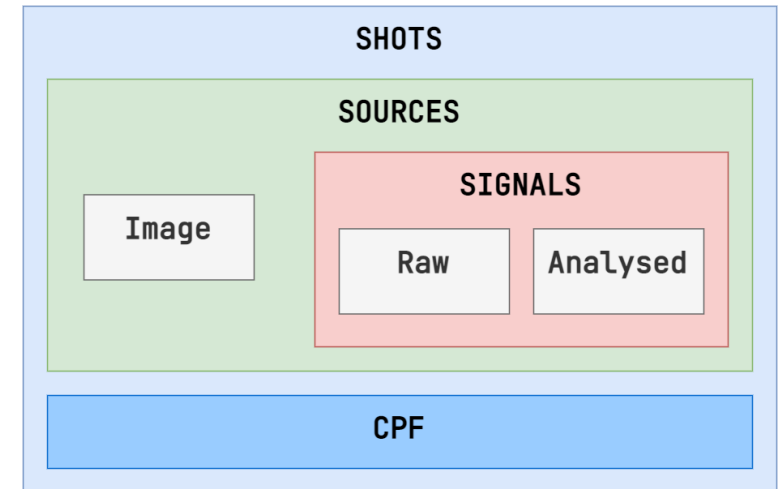 SHOTS
SOURCES
SIGNALS
Image
Raw
Analysed
CPF